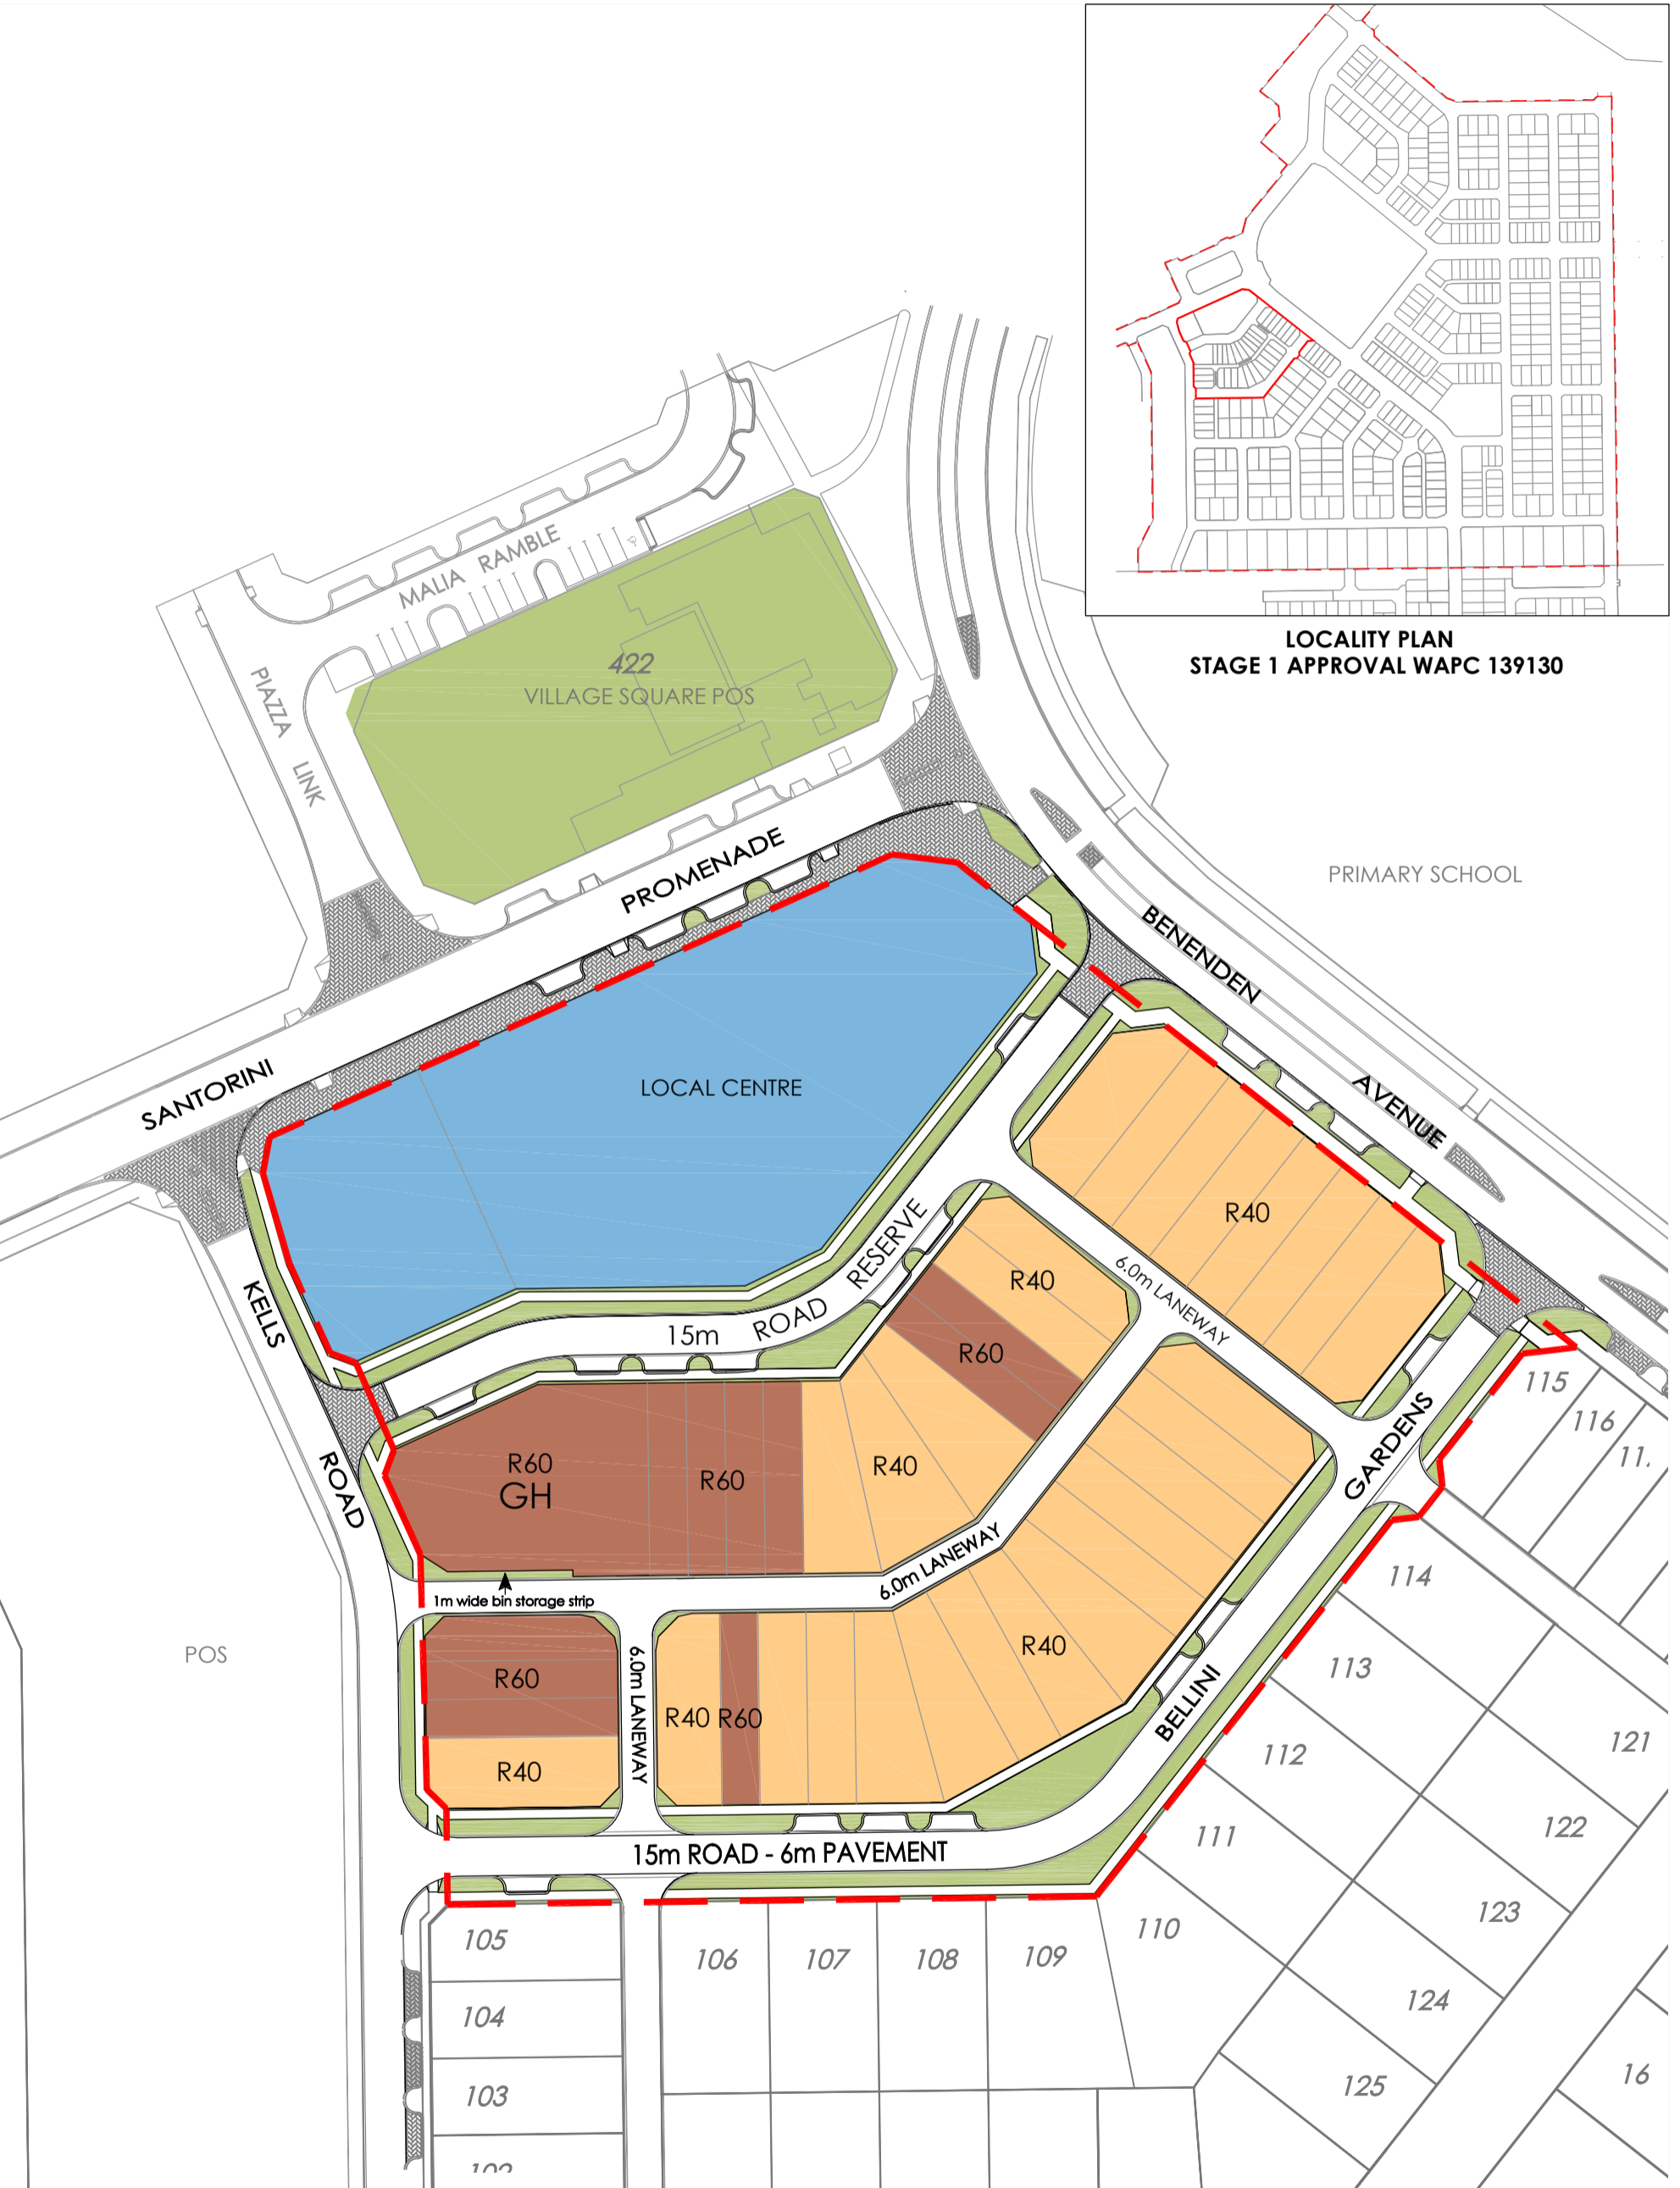 LOCALITY PLAN
STAGE 1 APPROVAL WAPC 139130
MALIA RAMBLE
422
VILLAGE SQUARE POS
PIAZZA LINK
PROMENADE
PRIMARY SCHOOL
BENENDEN
SANTORINI
LOCAL CENTRE
AVENUE
R40
RESERVE
6.0m LANEWAY
R40
KELLS
ROAD
15m
R60
115
116
11.
GARDENS
R60
GH
R60
R40
ROAD
6.0m LANEWAY
114
1m wide bin storage strip
POS
R60
6.0m LANEWAY
R40
113
R40 R60
BELLINI
112
121
R40
122
111
15m ROAD - 6m PAVEMENT
123
110
105
106
107
108
109
124
104
103
125
16